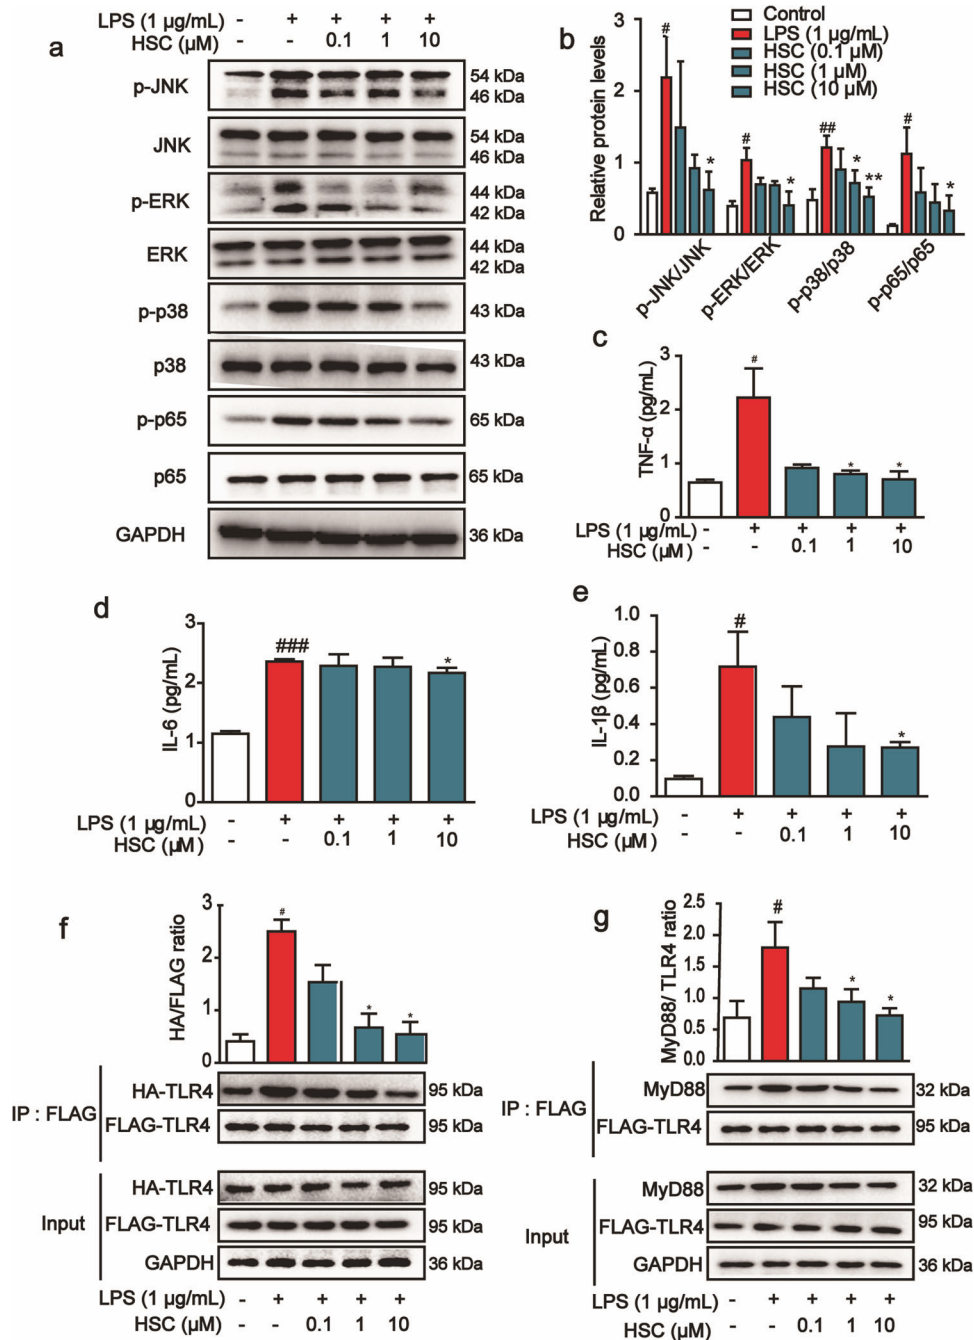 a
LPS (1 µg/mL) - + + + +
HSC (µM) - - 0.1 1 10
p-JNK 54 kDa
46 kDa
JNK 54 kDa
46 kDa
p-ERK 44 kDa
42 kDa
ERK 44 kDa
42 kDa
p-p38 43 kDa
p38 43 kDa
p-p65 65 kDa
p65 65 kDa
GAPDH 36 kDa
b
Control
LPS (1 µg/mL)
HSC (0.1 µM)
HSC (1 µM)
HSC (10 µM)
Relative protein levels
3
2
1
0
# # ## #
* * * ** *
p-JNK/JNK
p-ERK/ERK
p-p38/p38
p-p65/p65
c
TNF-α (pg/mL)
3
2
1
0
#
* *
LPS (1 µg/mL) - + + + +
HSC (µM) - - 0.1 1 10
d
IL-6 (pg/mL)
3
2
1
0
###
*
LPS (1 µg/mL) - + + + +
HSC (µM) - - 0.1 1 10
e
IL-1β (pg/mL)
1.0
0.8
0.6
0.4
0.2
0.0
#
*
LPS (1 µg/mL) - + + + +
HSC (µM) - - 0.1 1 10
f
HA/FLAG ratio
3
2
1
0
#
* *
IP : FLAG
HA-TLR4 95 kDa
FLAG-TLR4 95 kDa
Input
HA-TLR4 95 kDa
FLAG-TLR4 95 kDa
GAPDH 36 kDa
LPS (1 µg/mL) - + + + +
HSC (µM) - - 0.1 1 10
g
MyD88/ TLR4 ratio
2.5
2.0
1.5
1.0
0.5
0.0
#
* *
IP : FLAG
MyD88 32 kDa
FLAG-TLR4 95 kDa
Input
MyD88 32 kDa
FLAG-TLR4 95 kDa
GAPDH 36 kDa
LPS (1 µg/mL) - + + + +
HSC (µM) - - 0.1 1 10